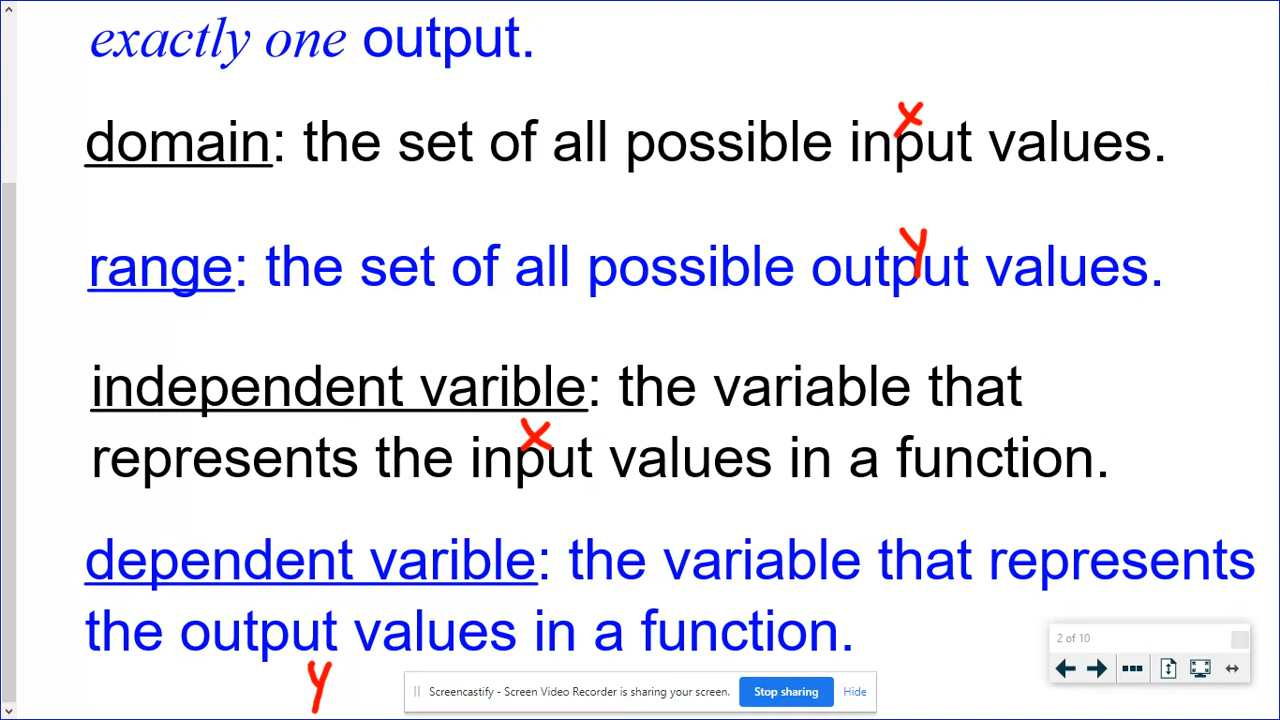 exactly one output.
x
domain: the set of all possible input values.
y
range: the set of all possible output values.
independent varible: the variable that
x
represents the input values in a function.
dependent varible: the variable that represents
the output values in a function.
y
2 of 10
Screencastify - Screen Video Recorder is sharing your screen. Stop sharing Hide